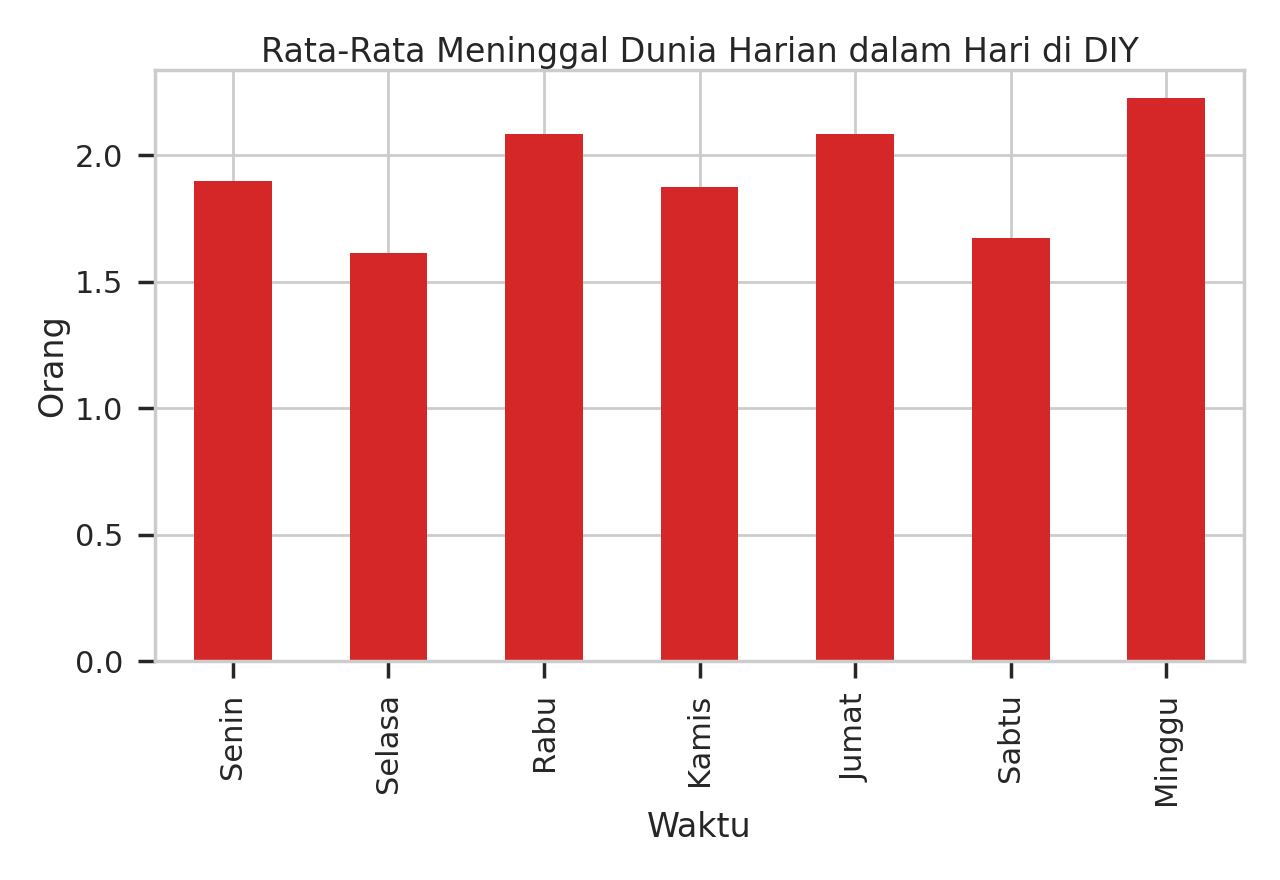 Rata-Rata Meninggal Dunia Harian dalam Hari di DIY
Orang
2.0
1.5
1.0
0.5
0.0
Senin
Selasa
Rabu
Kamis
Jumat
Sabtu
Minggu
Waktu